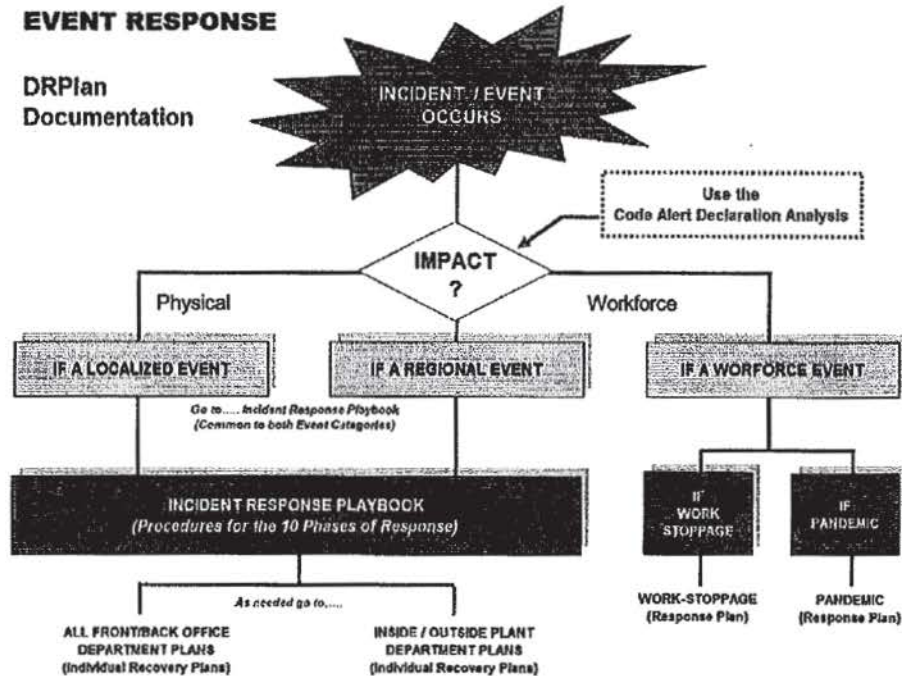 EVENT RESPONSE
DRPlan
Documentation
INCIDENT / EVENT
OCCURS
Use the
Code Alert Declaration Analysis
IMPACT
?
Physical
Workforce
IF A LOCALIZED EVENT
IF A REGIONAL EVENT
IF A WORFORCE EVENT
Go to..... Incident Response Playbook
(Common to both Event Categories)
INCIDENT RESPONSE PLAYBOOK
(Procedures for the 10 Phases of Response)
IF
WORK
STOPPAGE
IF
PANDEMIC
As needed go to.....
WORK-STOPPAGE
(Response Plan)
PANDEMIC
(Response Plan)
ALL FRONT/BACK OFFICE
DEPARTMENT PLANS
(Individual Recovery Plans)
INSIDE / OUTSIDE PLANT
DEPARTMENT PLANS
(Individual Recovery Plans)